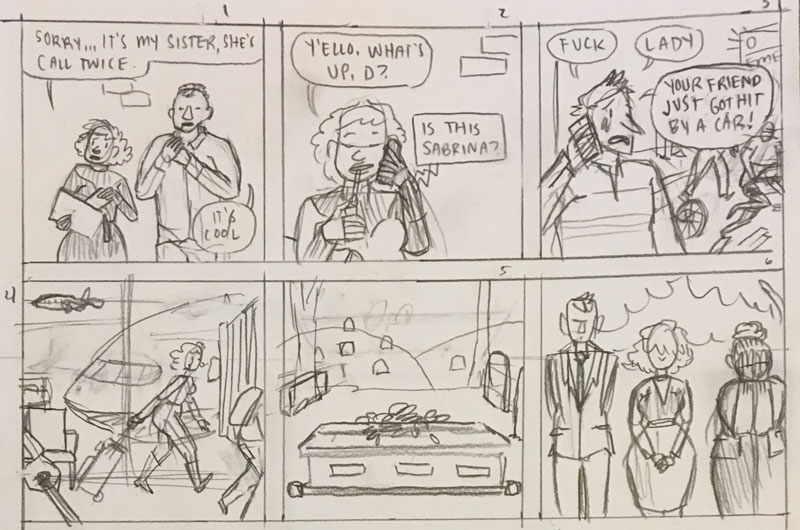 1
SORRY... IT'S MY SISTER, SHE'S
CALL TWICE.
IT'S
COOL
2
Y'ELLO, WHAT'S
UP, D?
IS THIS
SABRINA?
3
FUCK
LADY
YOUR FRIEND
JUST GOT HIT
BY A CAR!
4
5
6